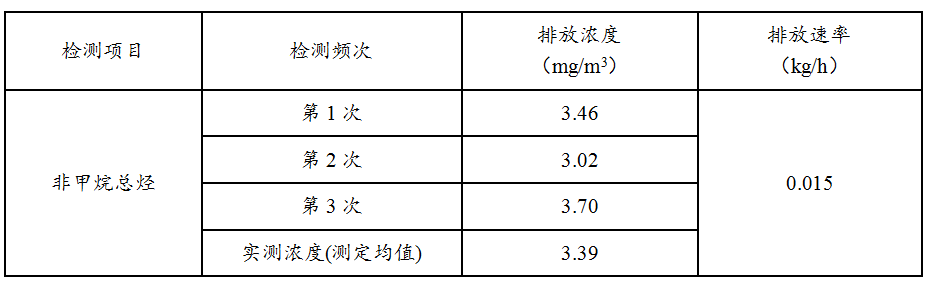 检测项目
检测频次
排放浓度
（mg/m³）
排放速率
（kg/h）
非甲烷总烃
第 1 次
3.46
0.015
第 2 次
3.02
第 3 次
3.70
实测浓度(测定均值)
3.39